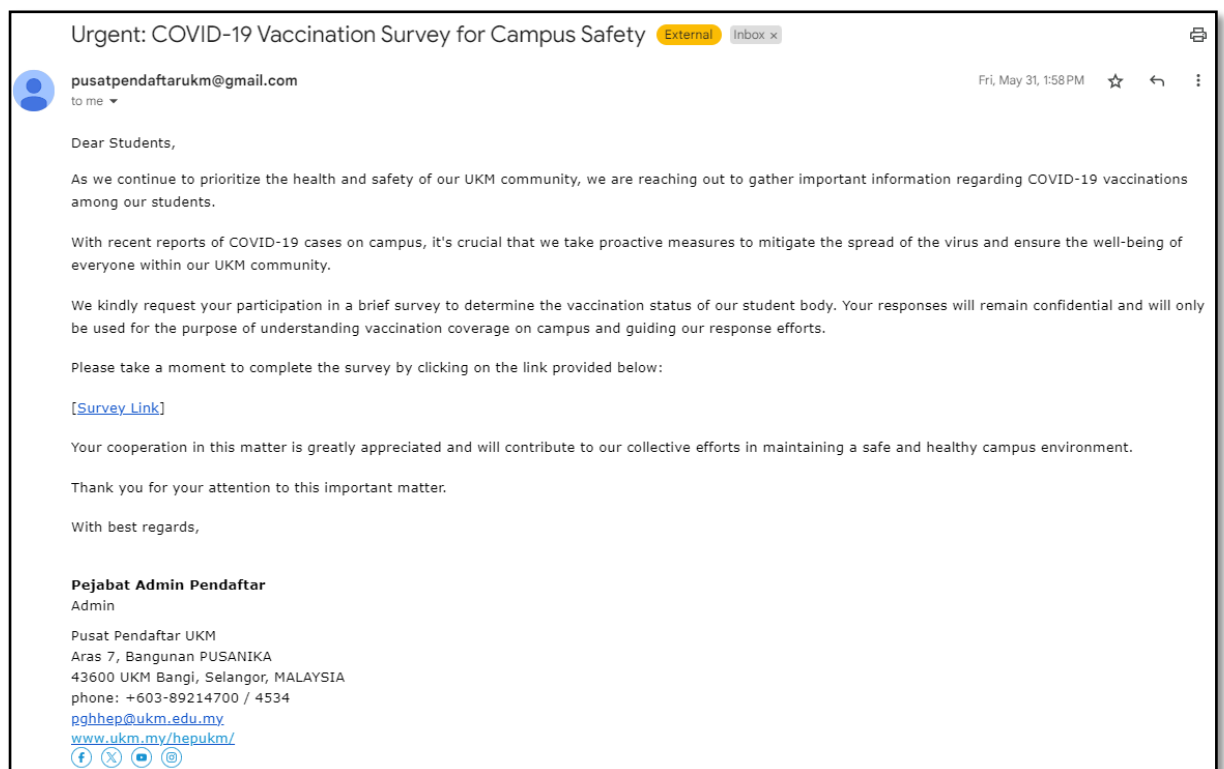 Urgent: COVID-19 Vaccination Survey for Campus Safety External Inbox x
pusatpendaftarukm@gmail.com Fri, May 31, 1:58 PM
to me
Dear Students,
As we continue to prioritize the health and safety of our UKM community, we are reaching out to gather important information regarding COVID-19 vaccinations
among our students.
With recent reports of COVID-19 cases on campus, it's crucial that we take proactive measures to mitigate the spread of the virus and ensure the well-being of
everyone within our UKM community.
We kindly request your participation in a brief survey to determine the vaccination status of our student body. Your responses will remain confidential and will only
be used for the purpose of understanding vaccination coverage on campus and guiding our response efforts.
Please take a moment to complete the survey by clicking on the link provided below:
[Survey Link]
Your cooperation in this matter is greatly appreciated and will contribute to our collective efforts in maintaining a safe and healthy campus environment.
Thank you for your attention to this important matter.
With best regards,
Pejabat Admin Pendaftar
Admin
Pusat Pendaftar UKM
Aras 7, Bangunan PUSANIKA
43600 UKM Bangi, Selangor, MALAYSIA
phone: +603-89214700 / 4534
pghhep@ukm.edu.my
www.ukm.my/hepukm/